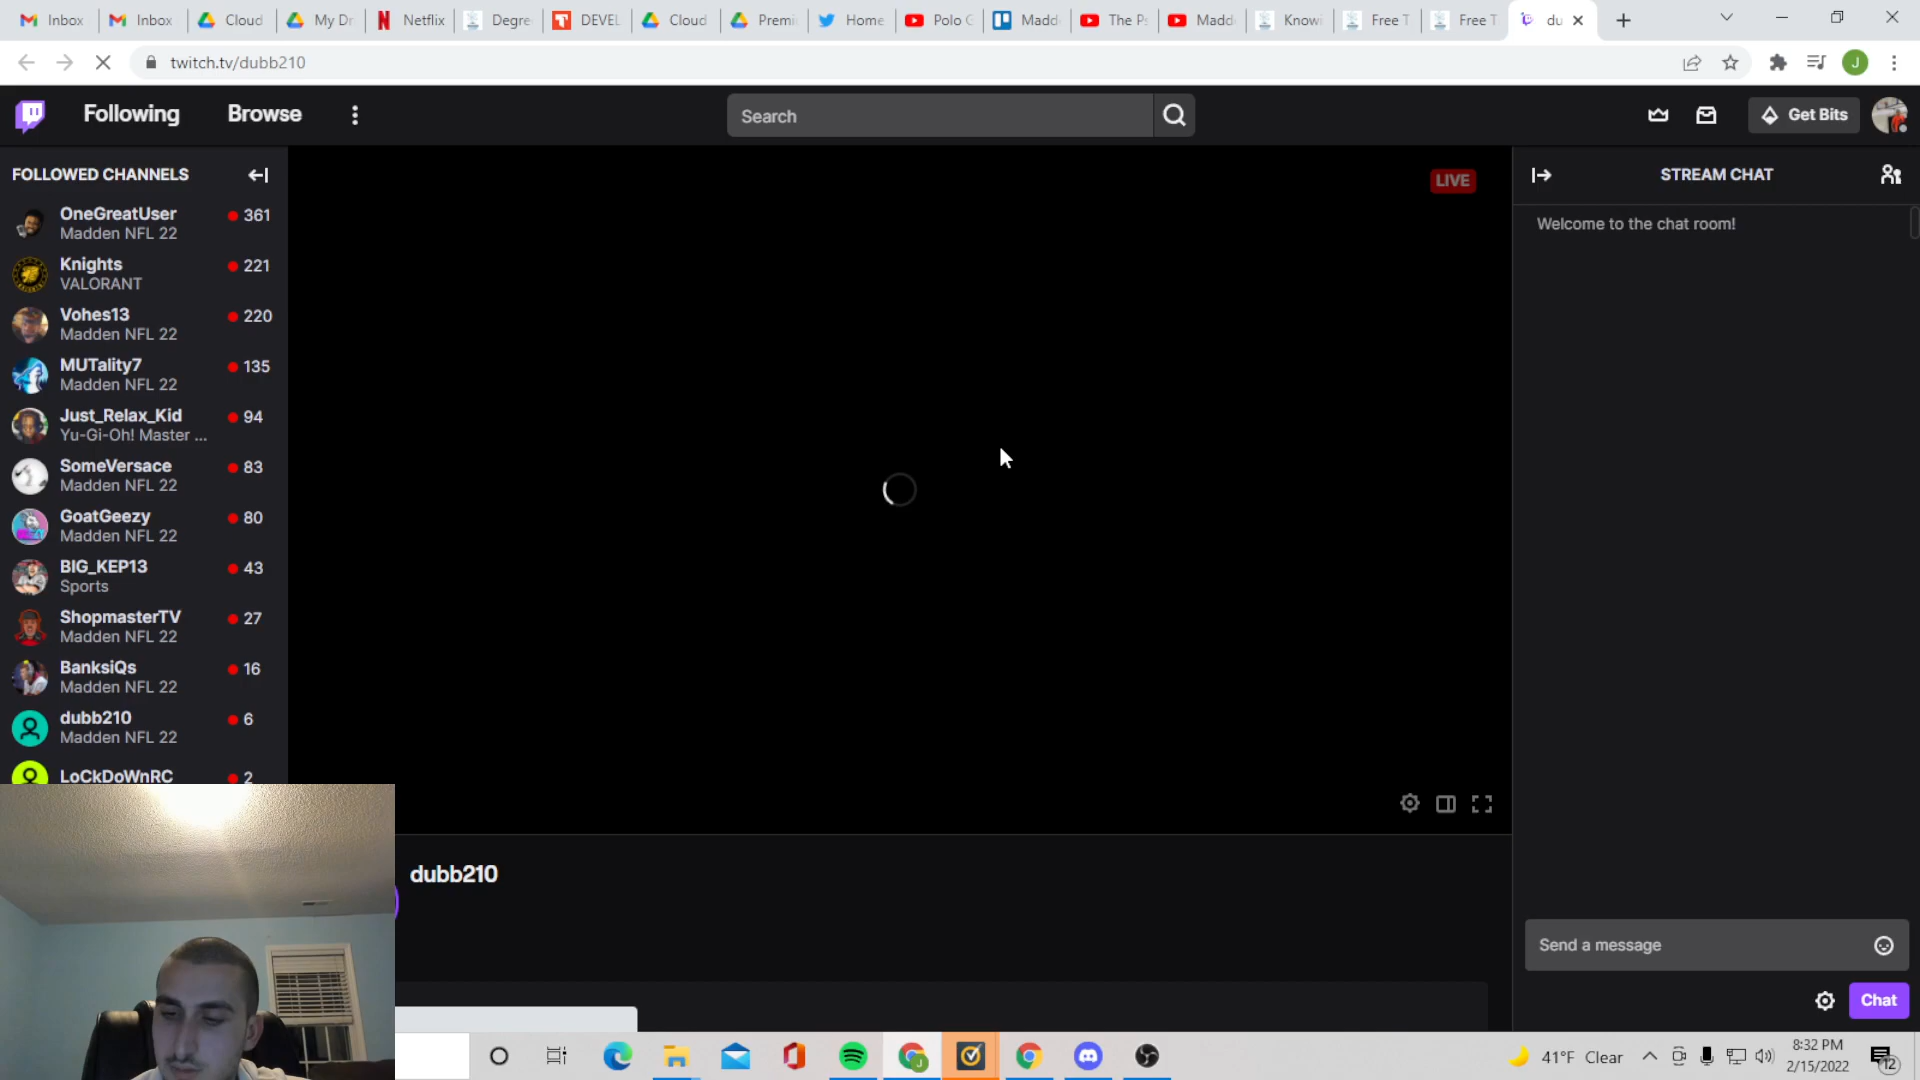 Inbox
Inbox
Cloud
My Dr
Netflix
Degre
DEVEL
Cloud
Premi
Home
Polo G
Madd
The Ps
Madd
Knowi
Free T
Free T
du
twitch.tv/dubb210
J
Following
Browse
Search
Get Bits
FOLLOWED CHANNELS
OneGreatUser
361
Madden NFL 22
Knights
221
VALORANT
Vohes13
220
Madden NFL 22
MUTality7
135
Madden NFL 22
Just_Relax_Kid
94
Yu-Gi-Oh! Master ...
SomeVersace
83
Madden NFL 22
GoatGeezy
80
Madden NFL 22
BIG_KEP13
43
Sports
ShopmasterTV
27
Madden NFL 22
BanksiQs
16
Madden NFL 22
dubb210
6
Madden NFL 22
LoCkDoWnRC
2
LIVE
STREAM CHAT
Welcome to the chat room!
dubb210
Send a message
Chat
41°F Clear
8:32 PM
2/15/2022
12